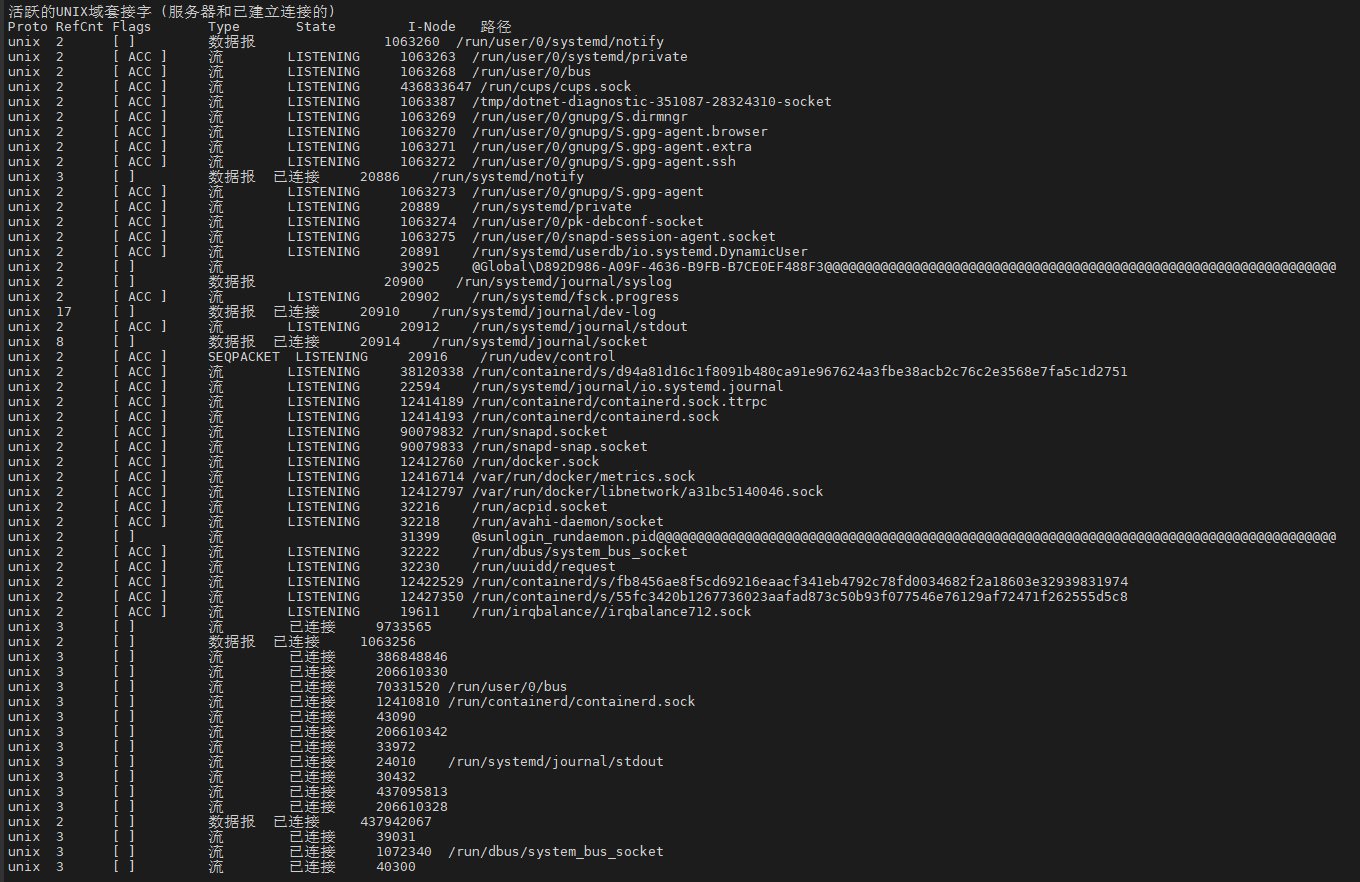 活跃的UNIX域套接字 (服务器和已建立连接的)
Proto RefCnt Flags       Type       State         I-Node   路径
unix  2      [ ]         数据报                1063260  /run/user/0/systemd/notify
unix  2      [ ACC ]     流        LISTENING     1063263  /run/user/0/systemd/private
unix  2      [ ACC ]     流        LISTENING     1063268  /run/user/0/bus
unix  2      [ ACC ]     流        LISTENING     436833647 /run/cups/cups.sock
unix  2      [ ACC ]     流        LISTENING     1063387  /tmp/dotnet-diagnostic-351087-28324310-socket
unix  2      [ ACC ]     流        LISTENING     1063269  /run/user/0/gnupg/S.dirmngr
unix  2      [ ACC ]     流        LISTENING     1063270  /run/user/0/gnupg/S.gpg-agent.browser
unix  2      [ ACC ]     流        LISTENING     1063271  /run/user/0/gnupg/S.gpg-agent.extra
unix  2      [ ACC ]     流        LISTENING     1063272  /run/user/0/gnupg/S.gpg-agent.ssh
unix  3      [ ]         数据报  已连接     20886    /run/systemd/notify
unix  2      [ ACC ]     流        LISTENING     1063273  /run/user/0/gnupg/S.gpg-agent
unix  2      [ ACC ]     流        LISTENING     20889    /run/systemd/private
unix  2      [ ACC ]     流        LISTENING     1063274  /run/user/0/pk-debconf-socket
unix  2      [ ACC ]     流        LISTENING     1063275  /run/user/0/snapd-session-agent.socket
unix  2      [ ACC ]     流        LISTENING     20891    /run/systemd/userdb/io.systemd.DynamicUser
unix  2      [ ]         流                      39025    @Global\D892D986-A09F-4636-B9FB-B7CE0EF488F3@@@@@@@@@@@@@@@@@@@@@@@@@@@@@@@@@@@@@@@@@@@@@@@@@@@@@@@@@@@@@@@@
unix  2      [ ]         数据报                20900    /run/systemd/journal/syslog
unix  2      [ ACC ]     流        LISTENING     20902    /run/systemd/fsck.progress
unix  17     [ ]         数据报  已连接     20910    /run/systemd/journal/dev-log
unix  2      [ ACC ]     流        LISTENING     20912    /run/systemd/journal/stdout
unix  8      [ ]         数据报  已连接     20914    /run/systemd/journal/socket
unix  2      [ ACC ]     SEQPACKET  LISTENING     20916    /run/udev/control
unix  2      [ ACC ]     流        LISTENING     38120338 /run/containerd/s/d94a81d16c1f8091b480ca91e967624a3fbe38acb2c76c2e3568e7fa5c1d2751
unix  2      [ ACC ]     流        LISTENING     22594    /run/systemd/journal/io.systemd.journal
unix  2      [ ACC ]     流        LISTENING     12414189 /run/containerd/containerd.sock.ttrpc
unix  2      [ ACC ]     流        LISTENING     12414193 /run/containerd/containerd.sock
unix  2      [ ACC ]     流        LISTENING     90079832 /run/snapd.socket
unix  2      [ ACC ]     流        LISTENING     90079833 /run/snapd-snap.socket
unix  2      [ ACC ]     流        LISTENING     12412760 /run/docker.sock
unix  2      [ ACC ]     流        LISTENING     12416714 /var/run/docker/metrics.sock
unix  2      [ ACC ]     流        LISTENING     12412797 /var/run/docker/libnetwork/a31bc5140046.sock
unix  2      [ ACC ]     流        LISTENING     32216    /run/acpid.socket
unix  2      [ ACC ]     流        LISTENING     32218    /run/avahi-daemon/socket
unix  2      [ ]         流                      31399    @sunlogin_rundaemon.pid@@@@@@@@@@@@@@@@@@@@@@@@@@@@@@@@@@@@@@@@@@@@@@@@@@@@@@@@@@@@@@@@@@@@@@@@@@@@@@@@@@@@@
unix  2      [ ACC ]     流        LISTENING     32222    /run/dbus/system_bus_socket
unix  2      [ ACC ]     流        LISTENING     32230    /run/uuidd/request
unix  2      [ ACC ]     流        LISTENING     12422529 /run/containerd/s/fb8456ae8f5cd69216eaacf341eb4792c78fd0034682f2a18603e32939831974
unix  2      [ ACC ]     流        LISTENING     12427350 /run/containerd/s/55fc3420b1267736023aafad873c50b93f077546e76129af72471f262555d5c8
unix  2      [ ACC ]     流        LISTENING     19611    /run/irqbalance//irqbalance712.sock
unix  3      [ ]         流        已连接     9733565
unix  2      [ ]         数据报  已连接     1063256
unix  3      [ ]         流        已连接     386848846
unix  3      [ ]         流        已连接     206610330
unix  3      [ ]         流        已连接     70331520 /run/user/0/bus
unix  3      [ ]         流        已连接     12410810 /run/containerd/containerd.sock
unix  3      [ ]         流        已连接     43090
unix  3      [ ]         流        已连接     206610342
unix  3      [ ]         流        已连接     33972
unix  3      [ ]         流        已连接     24010    /run/systemd/journal/stdout
unix  3      [ ]         流        已连接     30432
unix  3      [ ]         流        已连接     437095813
unix  3      [ ]         流        已连接     206610328
unix  2      [ ]         数据报  已连接     437942067
unix  3      [ ]         流        已连接     39031
unix  3      [ ]         流        已连接     1072340  /run/dbus/system_bus_socket
unix  3      [ ]         流        已连接     40300